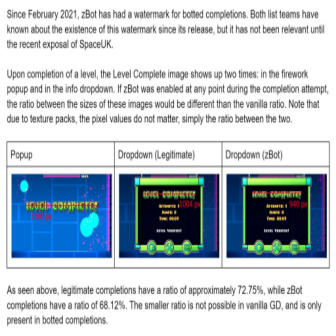 Since February 2021, zBot has had a watermark for botted completions. Both list teams have
known about the existence of this watermark since its release, but it has not been relevant until
the recent exposal of SpaceUK.
Upon completion of a level, the Level Complete image shows up two times: in the firework
popup and in the info dropdown. If zBot was enabled at any point during the completion attempt,
the ratio between the sizes of these images would be different than the vanilla ratio. Note that
due to texture packs, the pixel values do not matter, simply the ratio between the two.
Popup
Dropdown (Legitimate)
Dropdown (zBot)
LEVEL COMPLETE!
LEVEL COMPLETE!
1004 px
LEVEL COMPLETE!
940 px
As seen above, legitimate completions have a ratio of approximately 72.75%, while zBot
completions have a ratio of 68.12%. The smaller ratio is not possible in vanilla GD, and is only
present in botted completions.